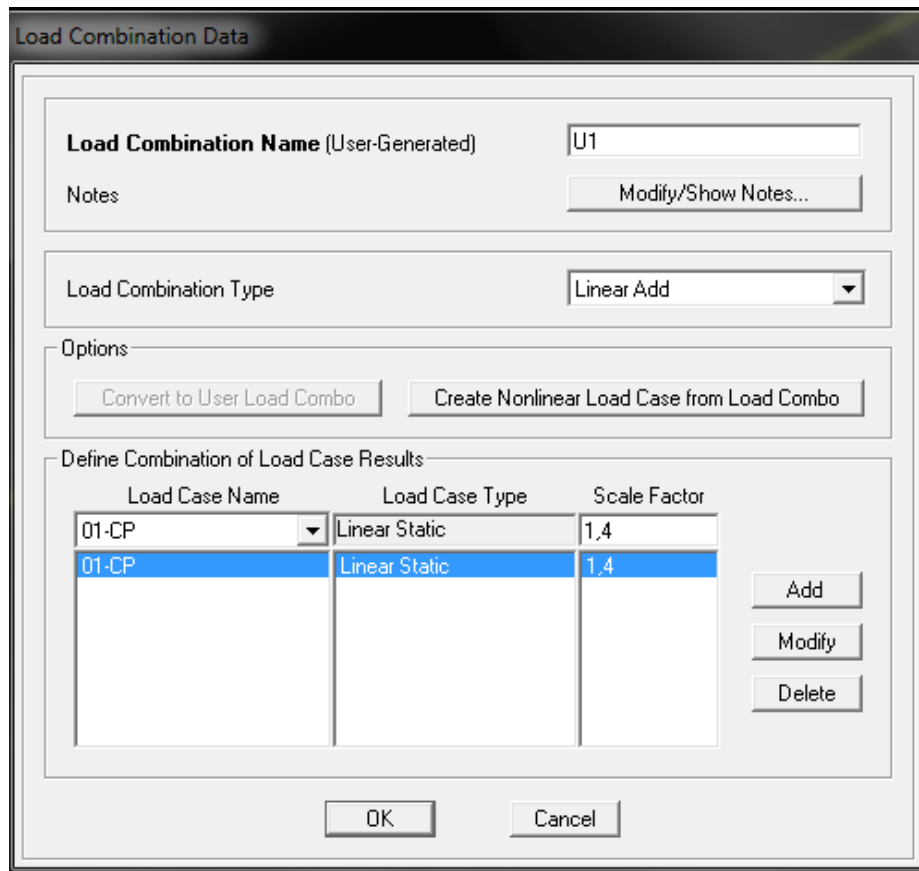 Load Combination Data
Load Combination Name (User-Generated)
U1
Notes
Modify/Show Notes...
Load Combination Type
Linear Add
Options
Convert to User Load Combo
Create Nonlinear Load Case from Load Combo
Define Combination of Load Case Results
Load Case Name Load Case Type Scale Factor
01-CP Linear Static 1,4
01-CP Linear Static 1,4
Add
Modify
Delete
OK Cancel